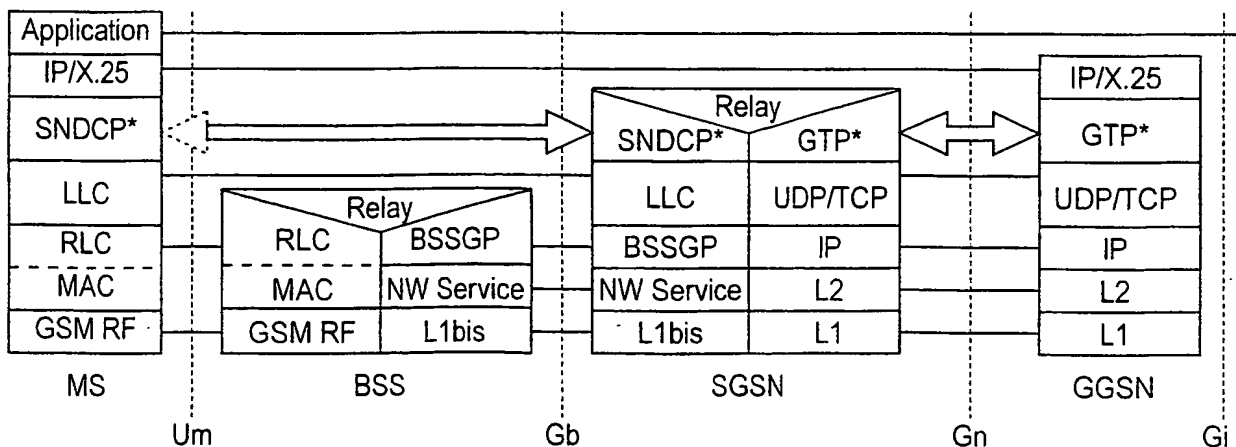 Application
IP/X.25
SNDCP*
LLC
RLC
MAC
GSM RF
MS
Um
Relay
RLC
BSSGP
MAC
NW Service
GSM RF
L1bis
BSS
Gb
Relay
SNDCP*
GTP*
LLC
UDP/TCP
BSSGP
IP
NW Service
L2
L1bis
L1
SGSN
Gn
IP/X.25
GTP*
UDP/TCP
IP
L2
L1
GGSN
Gi